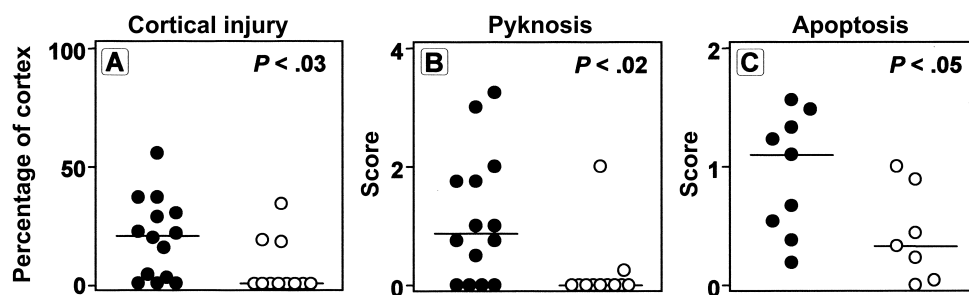 Cortical injury
Percentage of cortex
100
50
0
A
P < .03
Pyknosis
Score
4
2
0
B
P < .02
Apoptosis
Score
2
1
0
C
P < .05